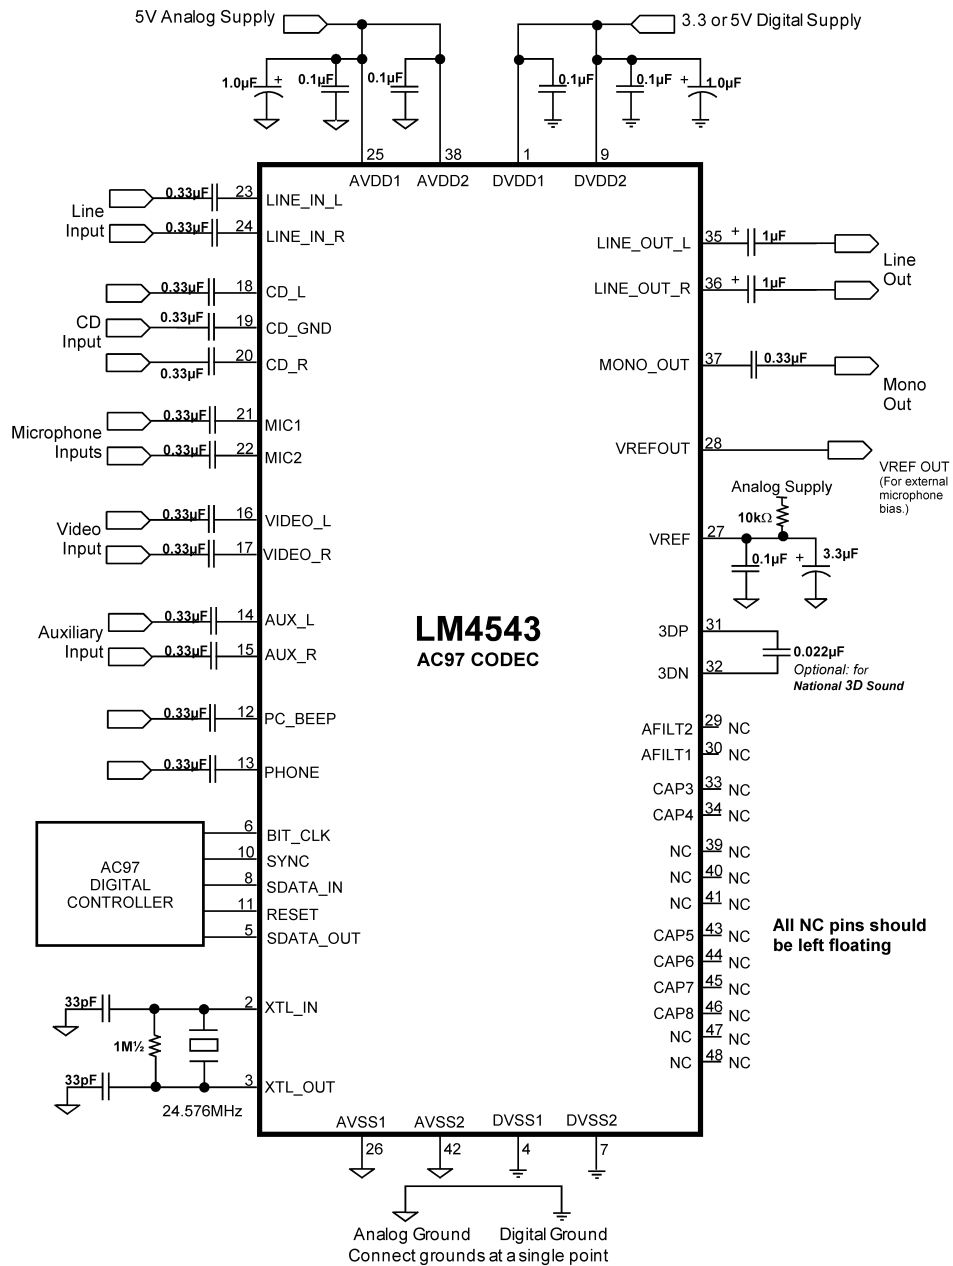 5V Analog Supply
3.3 or 5V Digital Supply
1.0µF +
0.1µF
0.1µF
0.1µF
0.1µF
+ 1.0µF
25
38
1
9
AVDD1
AVDD2
DVDD1
DVDD2
Line
Input
0.33µF
23
LINE_IN_L
0.33µF
24
LINE_IN_R
CD
Input
0.33µF
18
CD_L
0.33µF
19
CD_GND
0.33µF
20
CD_R
Microphone
Inputs
0.33µF
21
MIC1
0.33µF
22
MIC2
Video
Input
0.33µF
16
VIDEO_L
0.33µF
17
VIDEO_R
Auxiliary
Input
0.33µF
14
AUX_L
0.33µF
15
AUX_R
0.33µF
12
PC_BEEP
0.33µF
13
PHONE
AC97
DIGITAL
CONTROLLER
6
BIT_CLK
10
SYNC
8
SDATA_IN
11
RESET
5
SDATA_OUT
33pF
2
XTL_IN
1M½
33pF
3
XTL_OUT
24.576MHz
LM4543
AC97 CODEC
LINE_OUT_L
35
+
1µF
LINE_OUT_R
36
+
1µF
Line
Out
MONO_OUT
37
0.33µF
Mono
Out
VREFOUT
28
VREF OUT
(For external
microphone
bias.)
Analog Supply
10kΩ
VREF
27
0.1µF
+
3.3µF
3DP
31
0.022µF
Optional: for
National 3D Sound
3DN
32
AFILT2
29
NC
AFILT1
30
NC
CAP3
33
NC
CAP4
34
NC
NC
39
NC
NC
40
NC
NC
41
NC
CAP5
43
NC
CAP6
44
NC
CAP7
45
NC
CAP8
46
NC
NC
47
NC
NC
48
NC
All NC pins should
be left floating
AVSS1
AVSS2
DVSS1
DVSS2
26
42
4
7
Analog Ground
Digital Ground
Connect grounds at a single point